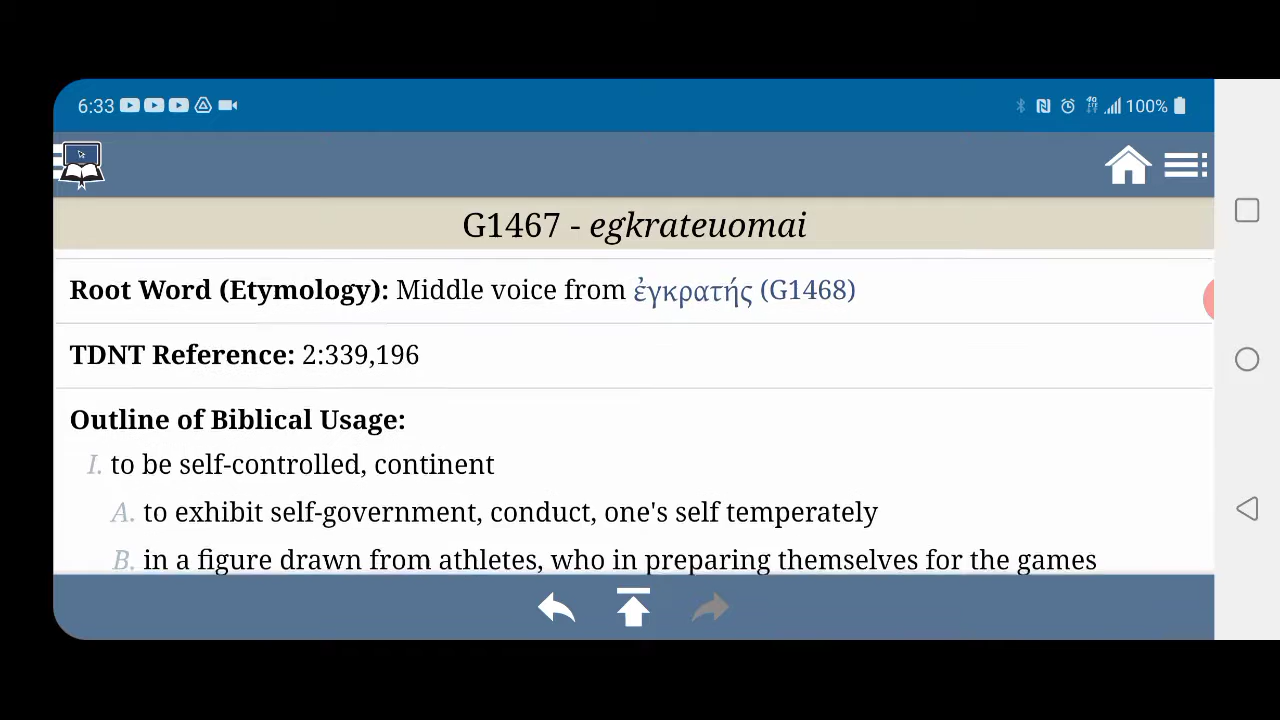 6:33 100%
G1467 - egkrateuomai
Root Word (Etymology): Middle voice from ἐγκρατής (G1468)
TDNT Reference: 2:339,196
Outline of Biblical Usage:
I. to be self-controlled, continent
A. to exhibit self-government, conduct, one's self temperately
B. in a figure drawn from athletes, who in preparing themselves for the games